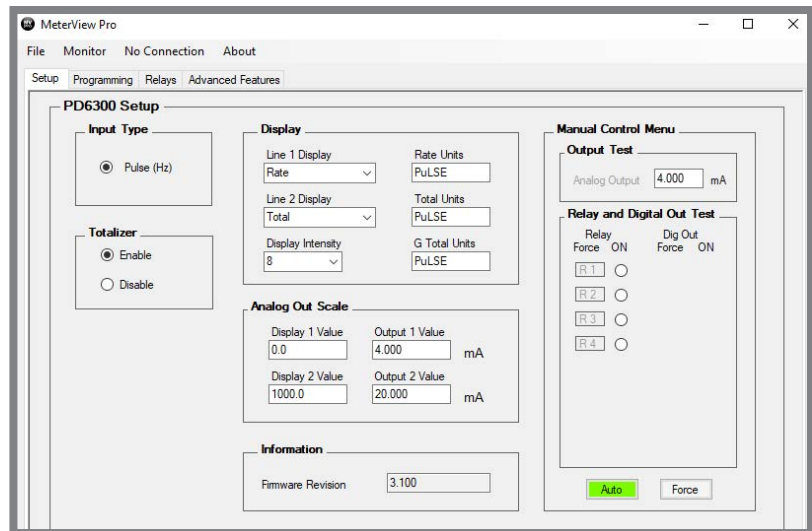 MeterView Pro
File Monitor No Connection About
Setup Programming Relays Advanced Features
PD6300 Setup
Input Type
Pulse (Hz)
Totalizer
Enable
Disable
Display
Line 1 Display Rate Units
Rate PuLSE
Line 2 Display Total Units
Total PuLSE
Display Intensity G Total Units
8 PuLSE
Analog Out Scale
Display 1 Value Output 1 Value
0.0 4.000 mA
Display 2 Value Output 2 Value
1000.0 20.000 mA
Information
Firmware Revision 3.100
Manual Control Menu
Output Test
Analog Output 4.000 mA
Relay and Digital Out Test
Relay Dig Out
Force ON Force ON
R 1
R 2
R 3
R 4
Auto Force